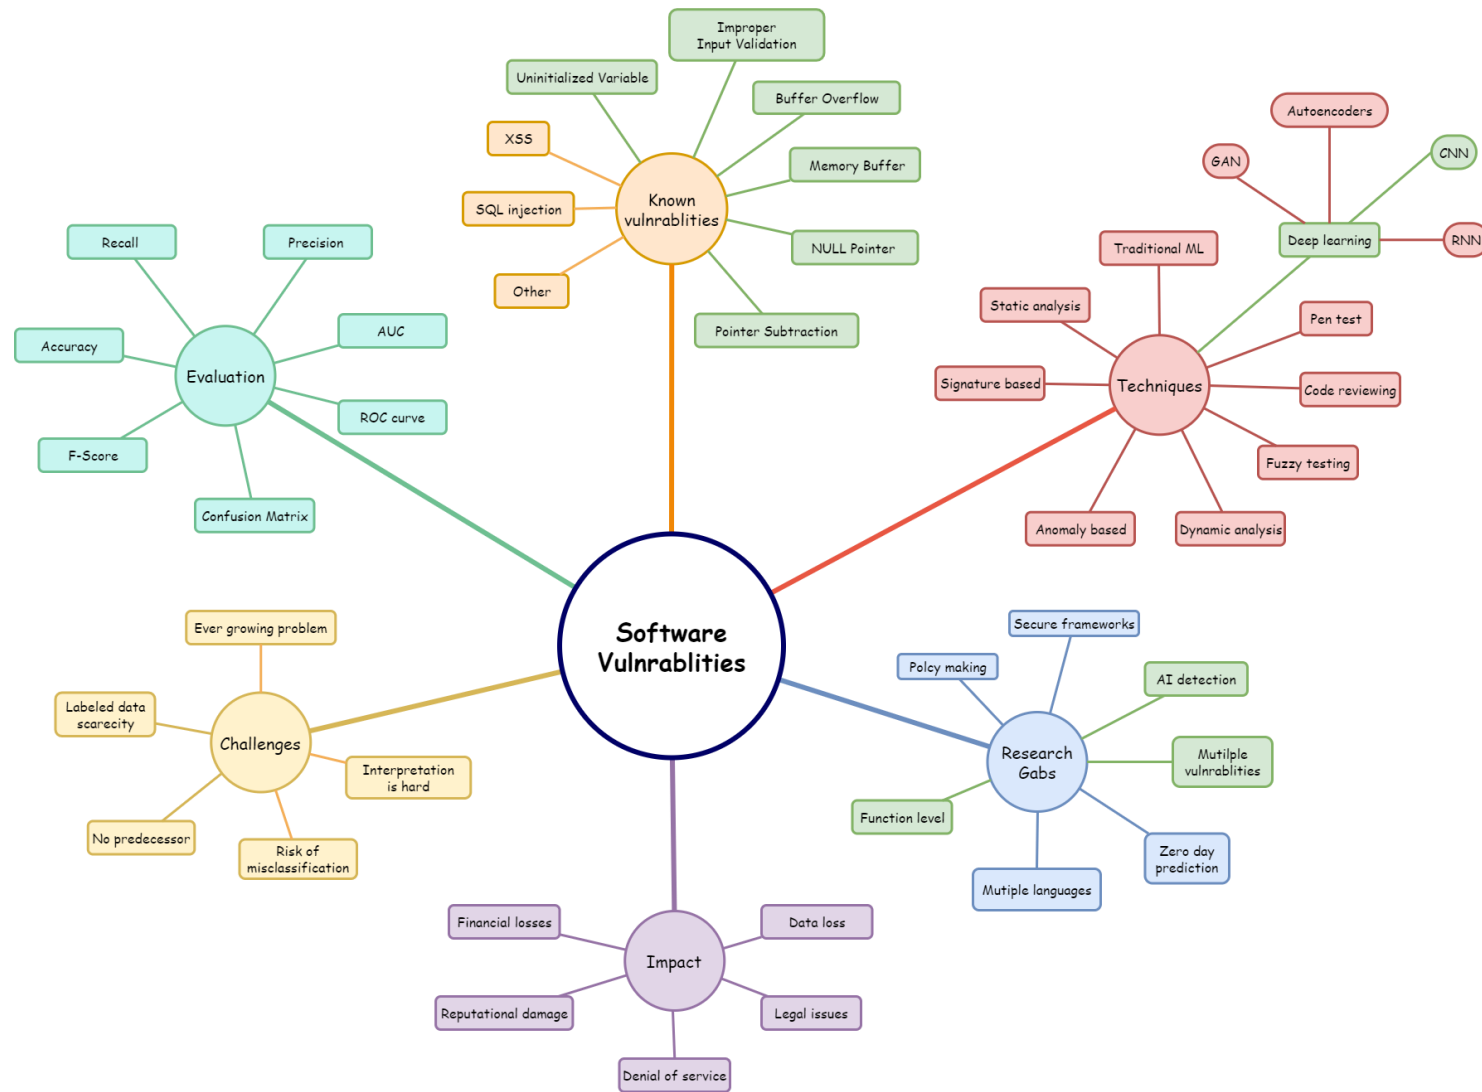 Improper
Input Validation
Uninitialized Variable
Buffer Overflow
XSS
Memory Buffer
SQL injection
Known
vulnrablities
NULL Pointer
Other
Pointer Subtraction
Autoencoders
GAN
CNN
Deep learning
RNN
Traditional ML
Static analysis
Pen test
Signature based
Techniques
Code reviewing
Fuzzy testing
Anomaly based
Dynamic analysis
Recall
Precision
Accuracy
AUC
Evaluation
ROC curve
F-Score
Confusion Matrix
Software
Vulnrablities
Ever growing problem
Labeled data
scarecity
Challenges
Interpretation
is hard
No predecessor
Risk of
misclassification
Secure frameworks
Polcy making
AI detection
Research
Gabs
Mutilple
vulnrablities
Function level
Zero day
prediction
Mutiple languages
Financial losses
Data loss
Impact
Reputational damage
Legal issues
Denial of service